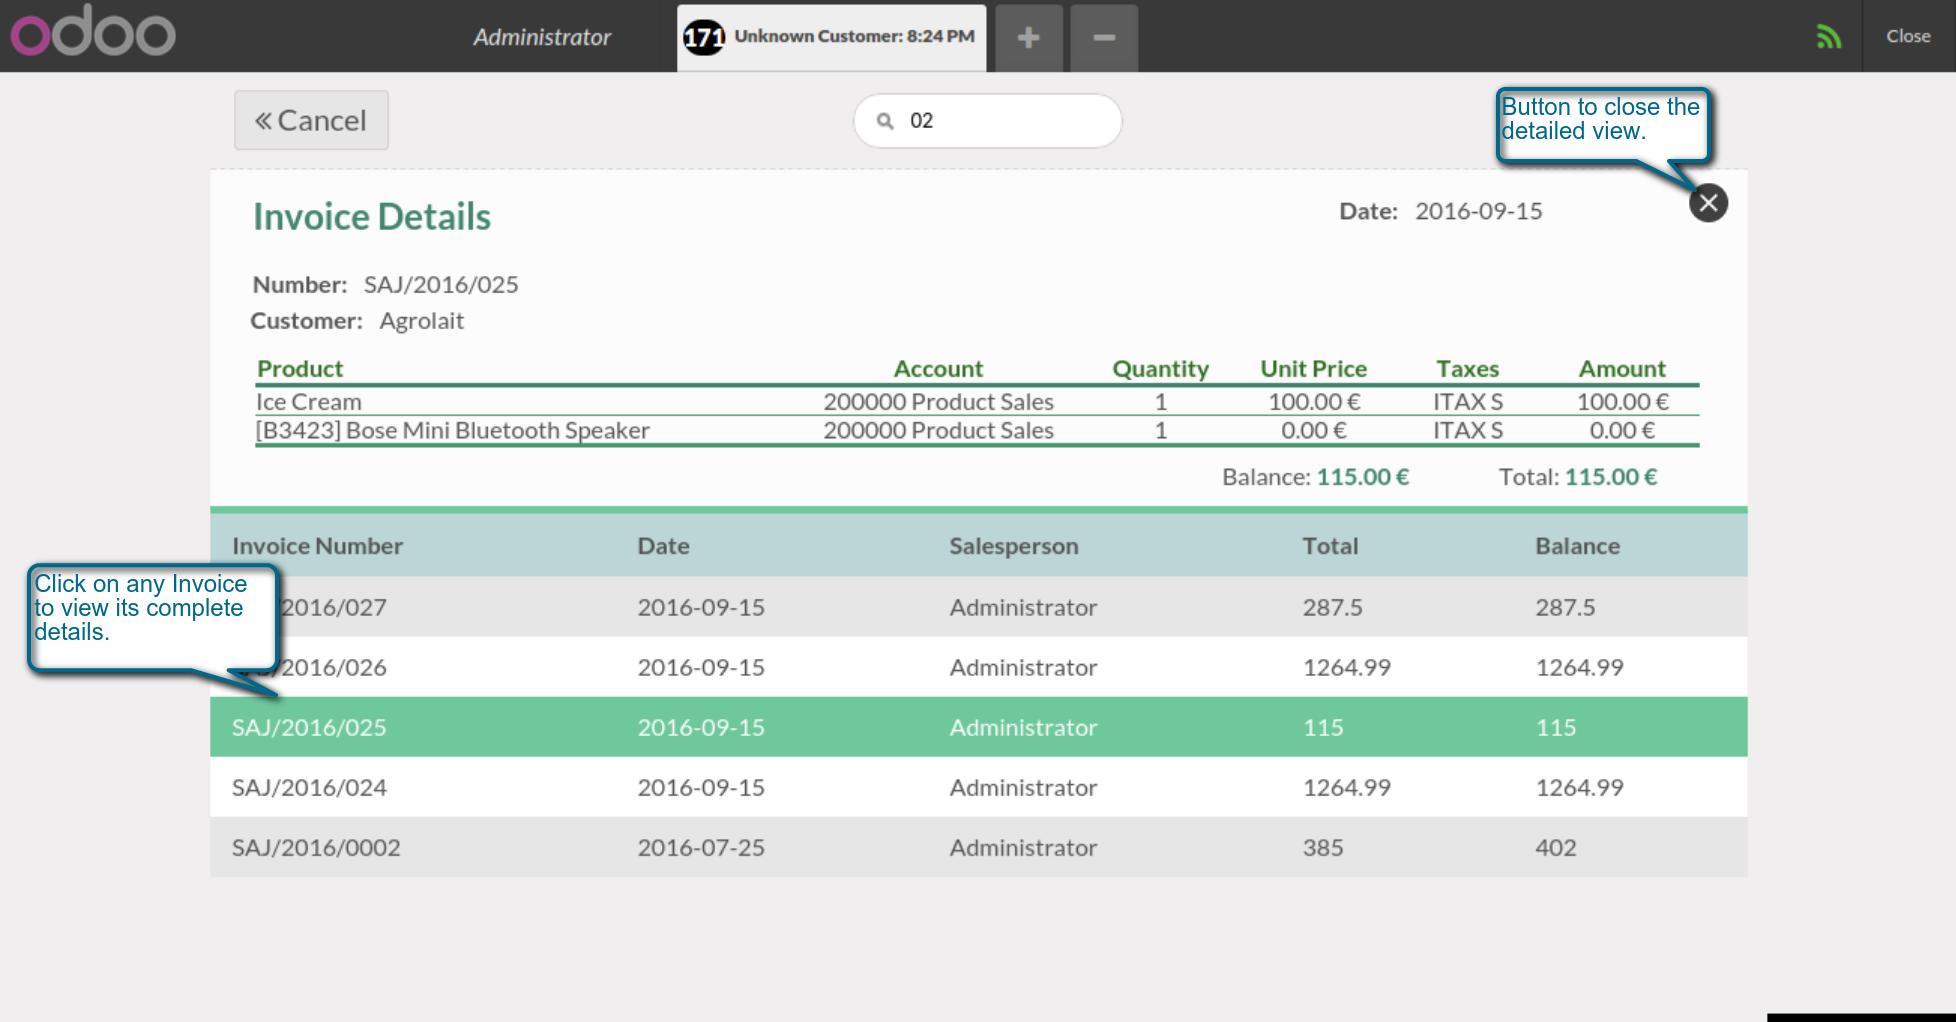 odoo
Administrator
171 Unknown Customer: 8:24 PM
+
−
Close
« Cancel
02
Button to close the
detailed view.
Invoice Details
Date: 2016-09-15
Number: SAJ/2016/025
Customer: Agrolait
Product Account Quantity Unit Price Taxes Amount
Ice Cream 200000 Product Sales 1 100.00 € ITAX S 100.00 €
[B3423] Bose Mini Bluetooth Speaker 200000 Product Sales 1 0.00 € ITAX S 0.00 €
Balance: 115.00 € Total: 115.00 €
Invoice Number Date Salesperson Total Balance
Click on any Invoice
to view its complete
details.
/2016/027 2016-09-15 Administrator 287.5 287.5
/2016/026 2016-09-15 Administrator 1264.99 1264.99
SAJ/2016/025 2016-09-15 Administrator 115 115
SAJ/2016/024 2016-09-15 Administrator 1264.99 1264.99
SAJ/2016/0002 2016-07-25 Administrator 385 402